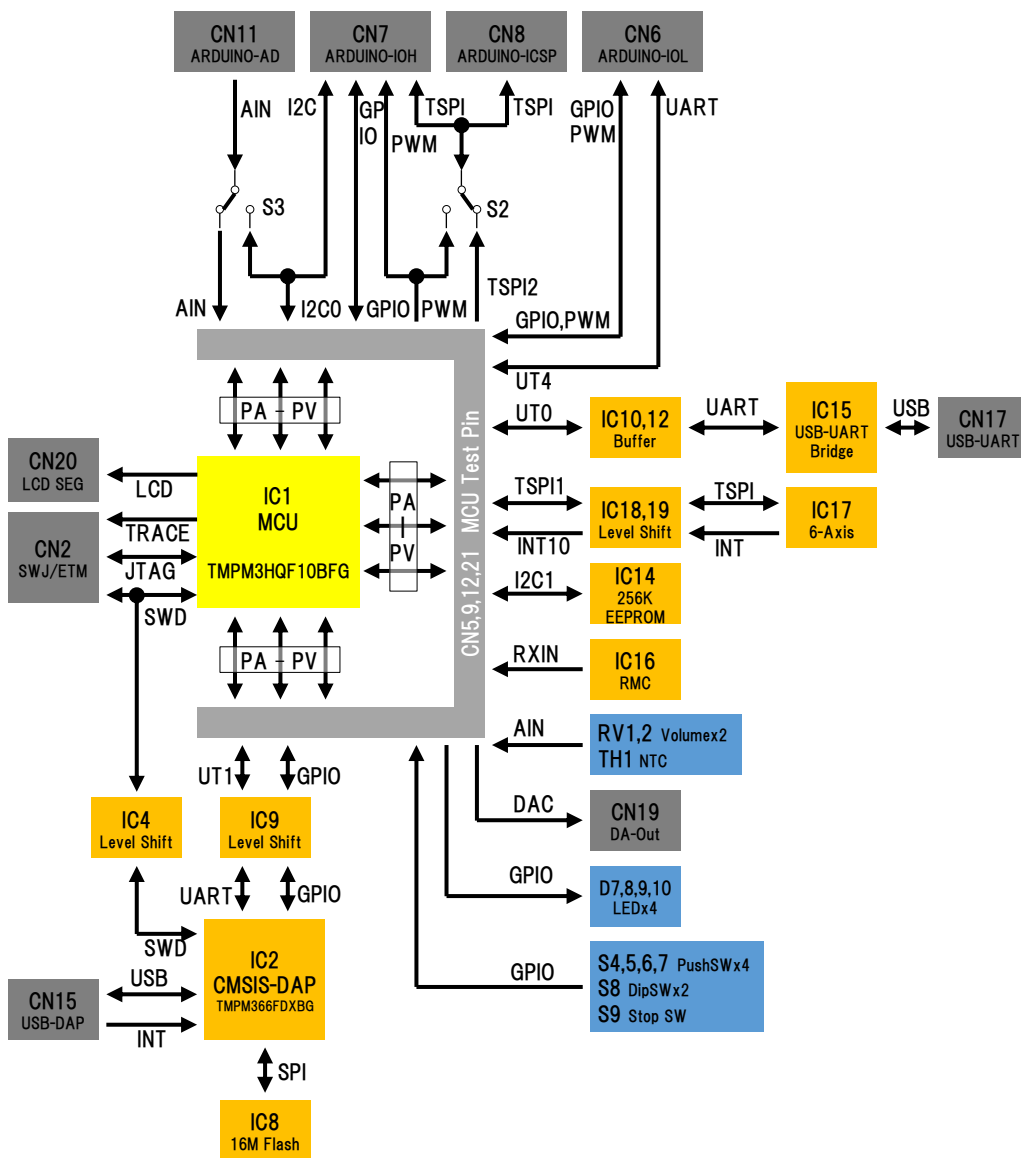 CN11
ARDUINO-AD
CN7
ARDUINO-IOH
CN8
ARDUINO-ICSP
CN6
ARDUINO-IOL
AIN
I2C
GP
IO
PWM
TSPI
TSPI
GPIO
PWM
UART
S3
S2
AIN
I2C0
GPIO
PWM
TSPI2
GPIO,PWM
UT4
PA - PV
CN5,9,12,21 MCU Test Pin
UT0
IC10,12
Buffer
UART
IC15
USB-UART
Bridge
USB
CN17
USB-UART
CN20
LCD SEG
LCD
IC1
MCU
TMPM3HQF10BFG
PA
|
PV
TSPI1
INT10
IC18,19
Level Shift
TSPI
INT
IC17
6-Axis
CN2
SWJ/ETM
TRACE
JTAG
SWD
I2C1
IC14
256K
EEPROM
PA - PV
RXIN
IC16
RMC
AIN
RV1,2 Volumex2
TH1 NTC
UT1
GPIO
DAC
CN19
DA-Out
IC4
Level Shift
IC9
Level Shift
GPIO
D7,8,9,10
LEDx4
UART
GPIO
SWD
IC2
CMSIS-DAP
TMPM366FDXBG
GPIO
S4,5,6,7 PushSWx4
S8 DipSWx2
S9 Stop SW
CN15
USB-DAP
USB
INT
SPI
IC8
16M Flash